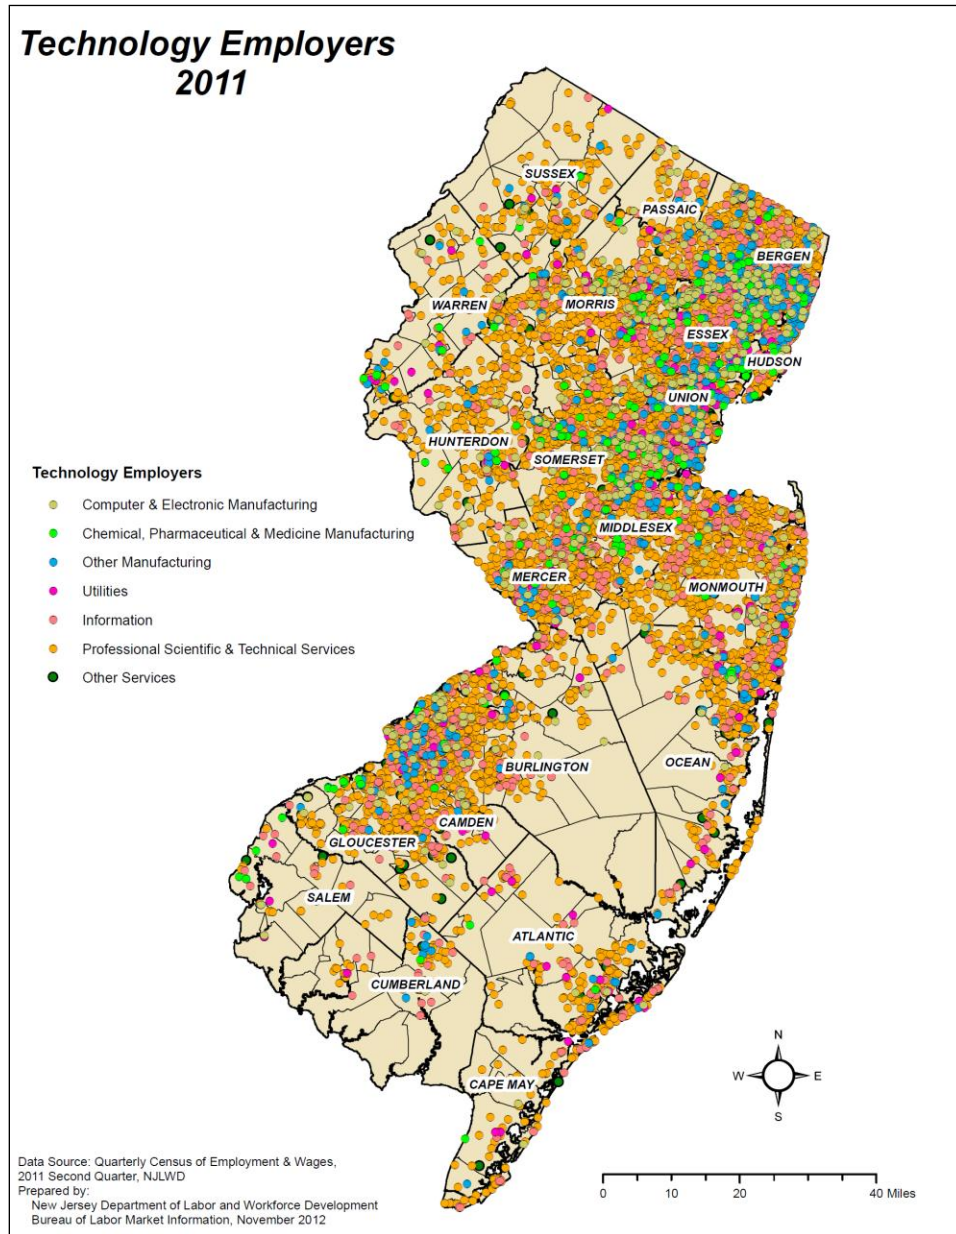 Technology Employers
2011
SUSSEX
PASSAIC
BERGEN
WARREN
MORRIS
ESSEX
HUDSON
UNION
HUNTERDON
SOMERSET
Technology Employers
Computer & Electronic Manufacturing
Chemical, Pharmaceutical & Medicine Manufacturing
Other Manufacturing
Utilities
Information
Professional Scientific & Technical Services
Other Services
MIDDLESEX
MERCER
MONMOUTH
BURLINGTON
OCEAN
CAMDEN
GLOUCESTER
SALEM
ATLANTIC
CUMBERLAND
CAPE MAY
N
W E
S
Data Source: Quarterly Census of Employment & Wages,
2011 Second Quarter, NJLWD
Prepared by:
New Jersey Department of Labor and Workforce Development
Bureau of Labor Market Information, November 2012
0 10 20 40 Miles